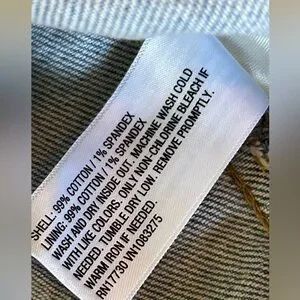 SHELL: 99% COTTON / 1% SPANDEX
LINING: 99% COTTON / 1% SPANDEX
WASH AND DRY INSIDE OUT. MACHINE WASH COLD
WITH LIKE COLORS. ONLY NON-CHLORINE BLEACH IF
NEEDED. TUMBLE DRY LOW. REMOVE PROMPTLY.
WARM IRON IF NEEDED.
RN17730 VN1083275